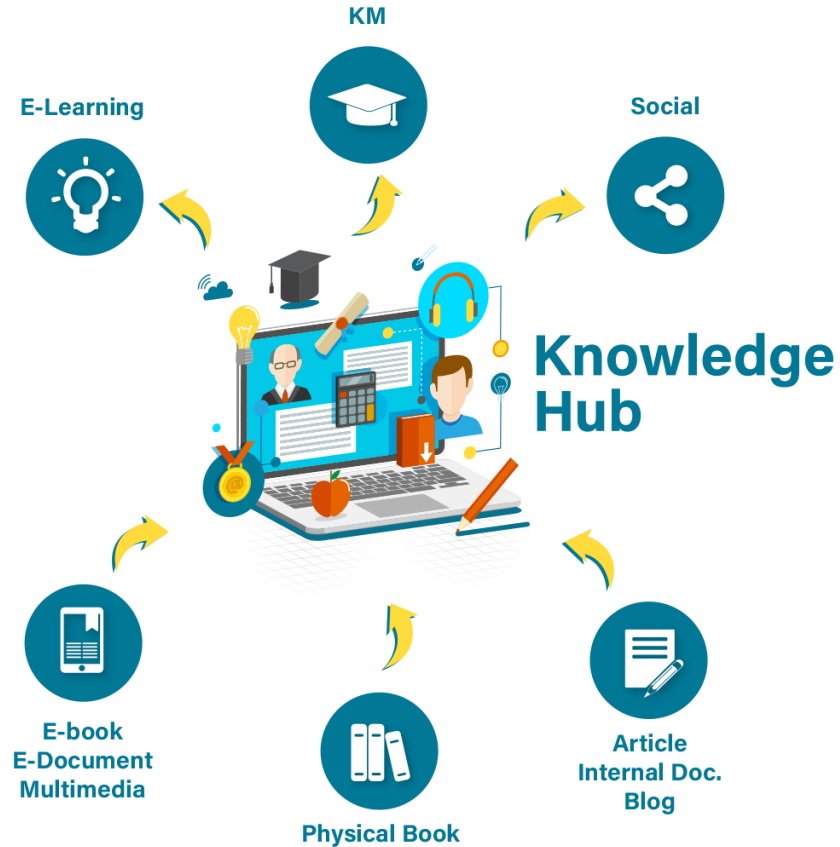 KM
E-Learning
Social
Knowledge
Hub
E-book
E-Document
Multimedia
Physical Book
Article
Internal Doc.
Blog